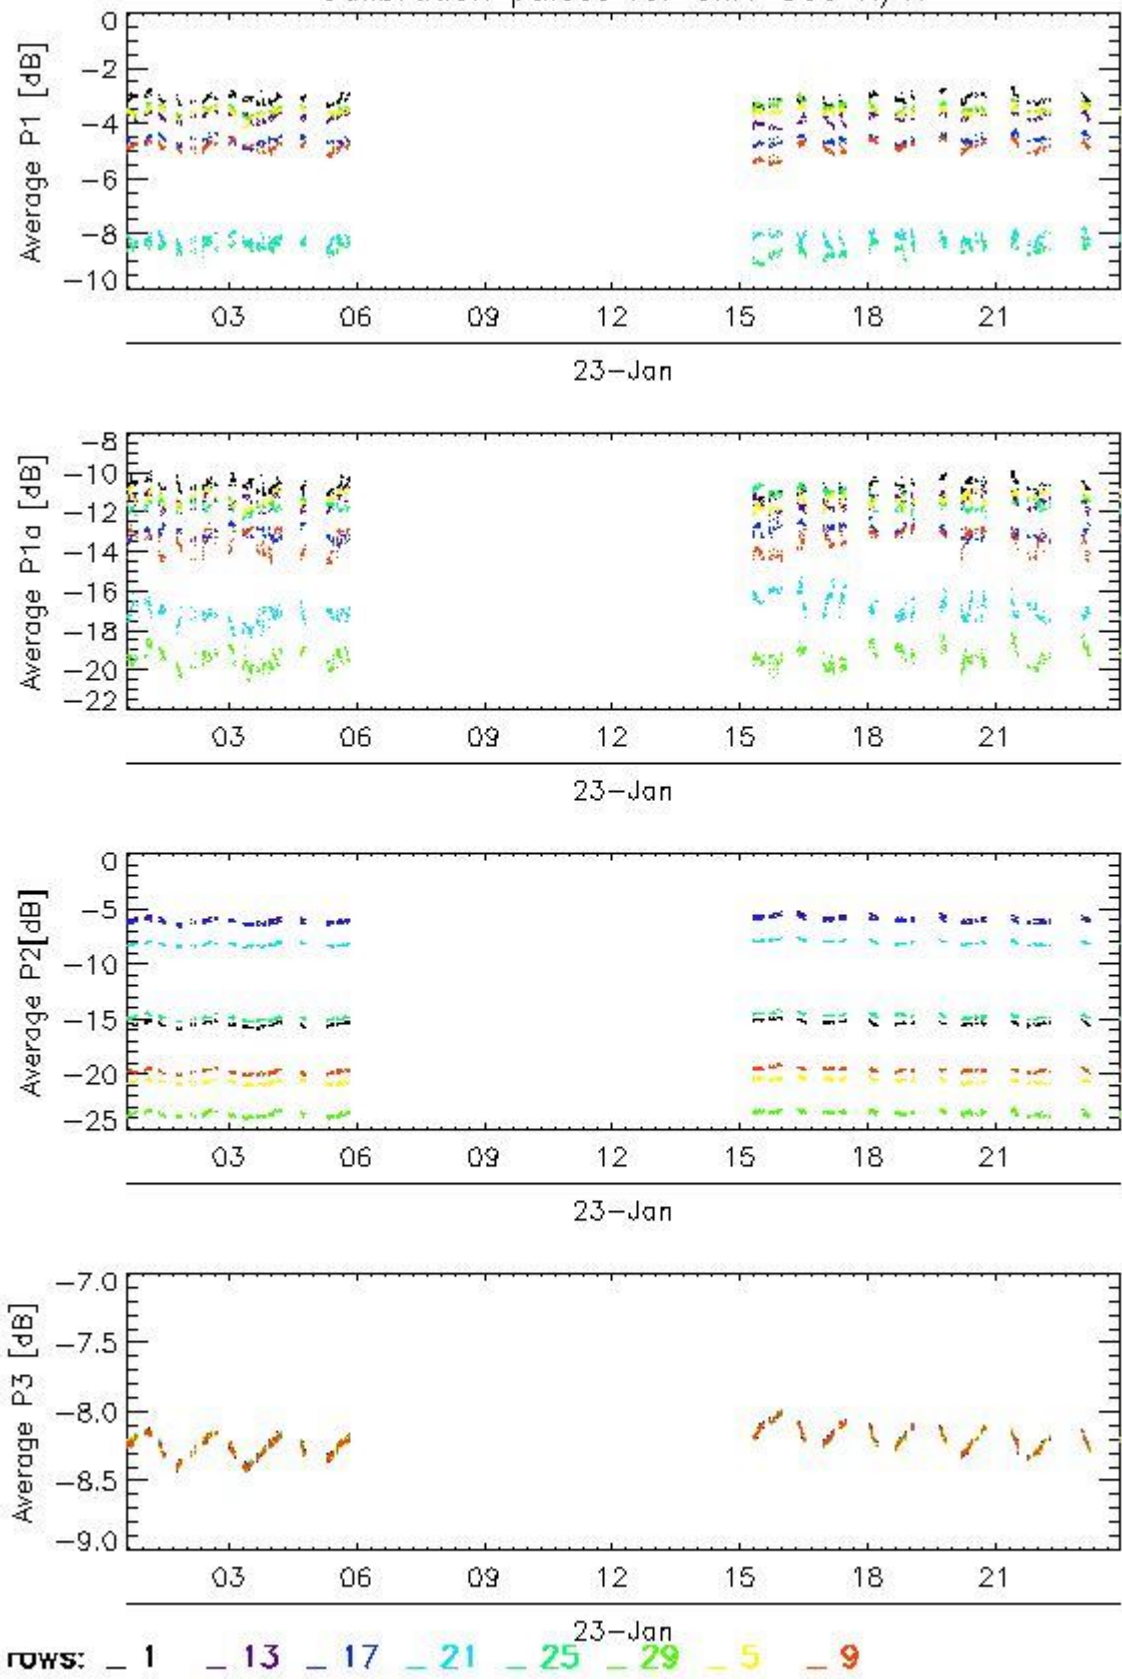 0
-2
-4
-6
-8
-10
Average P1 [dB]
03 06 09 12 15 18 21
23-Jan
-8
-10
-12
-14
-16
-18
-20
-22
Average P1a [dB]
03 06 09 12 15 18 21
23-Jan
0
-5
-10
-15
-20
-25
Average P2[dB]
03 06 09 12 15 18 21
23-Jan
-7.0
-7.5
-8.0
-8.5
-9.0
Average P3 [dB]
03 06 09 12 15 18 21
23-Jan
rows: _ 1 _ 13 _ 17 _ 21 _ 25 _ 29 _ 5 _ 9